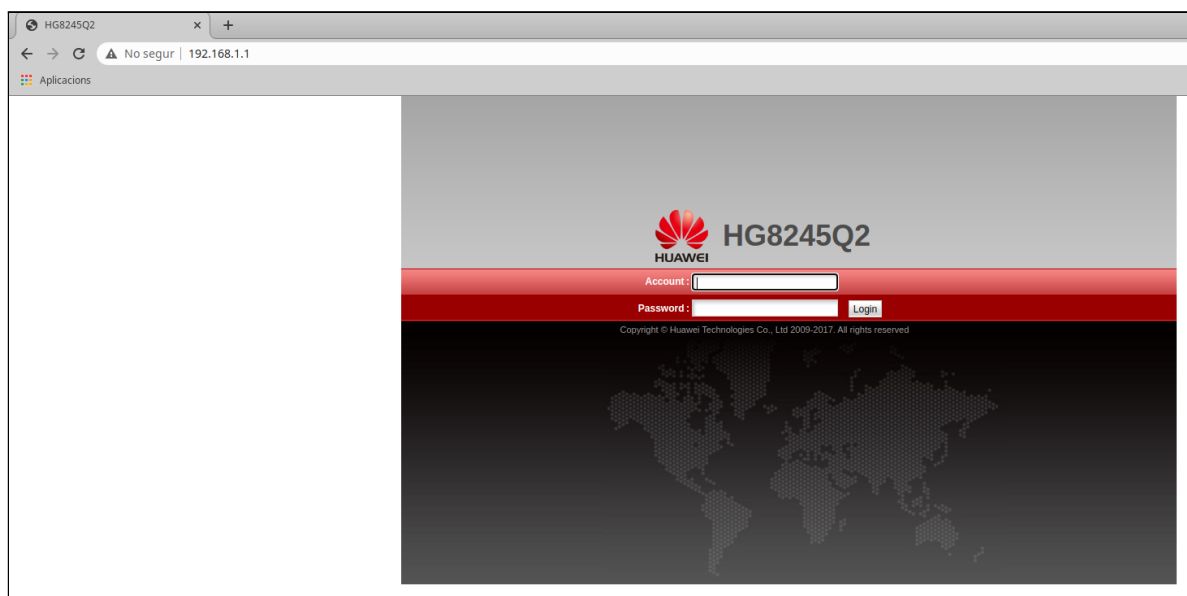 HG8245Q2
No segur | 192.168.1.1
Aplicacions
HUAWEI
HG8245Q2
Account :
Password :
Login
Copyright © Huawei Technologies Co., Ltd 2009-2017. All rights reserved